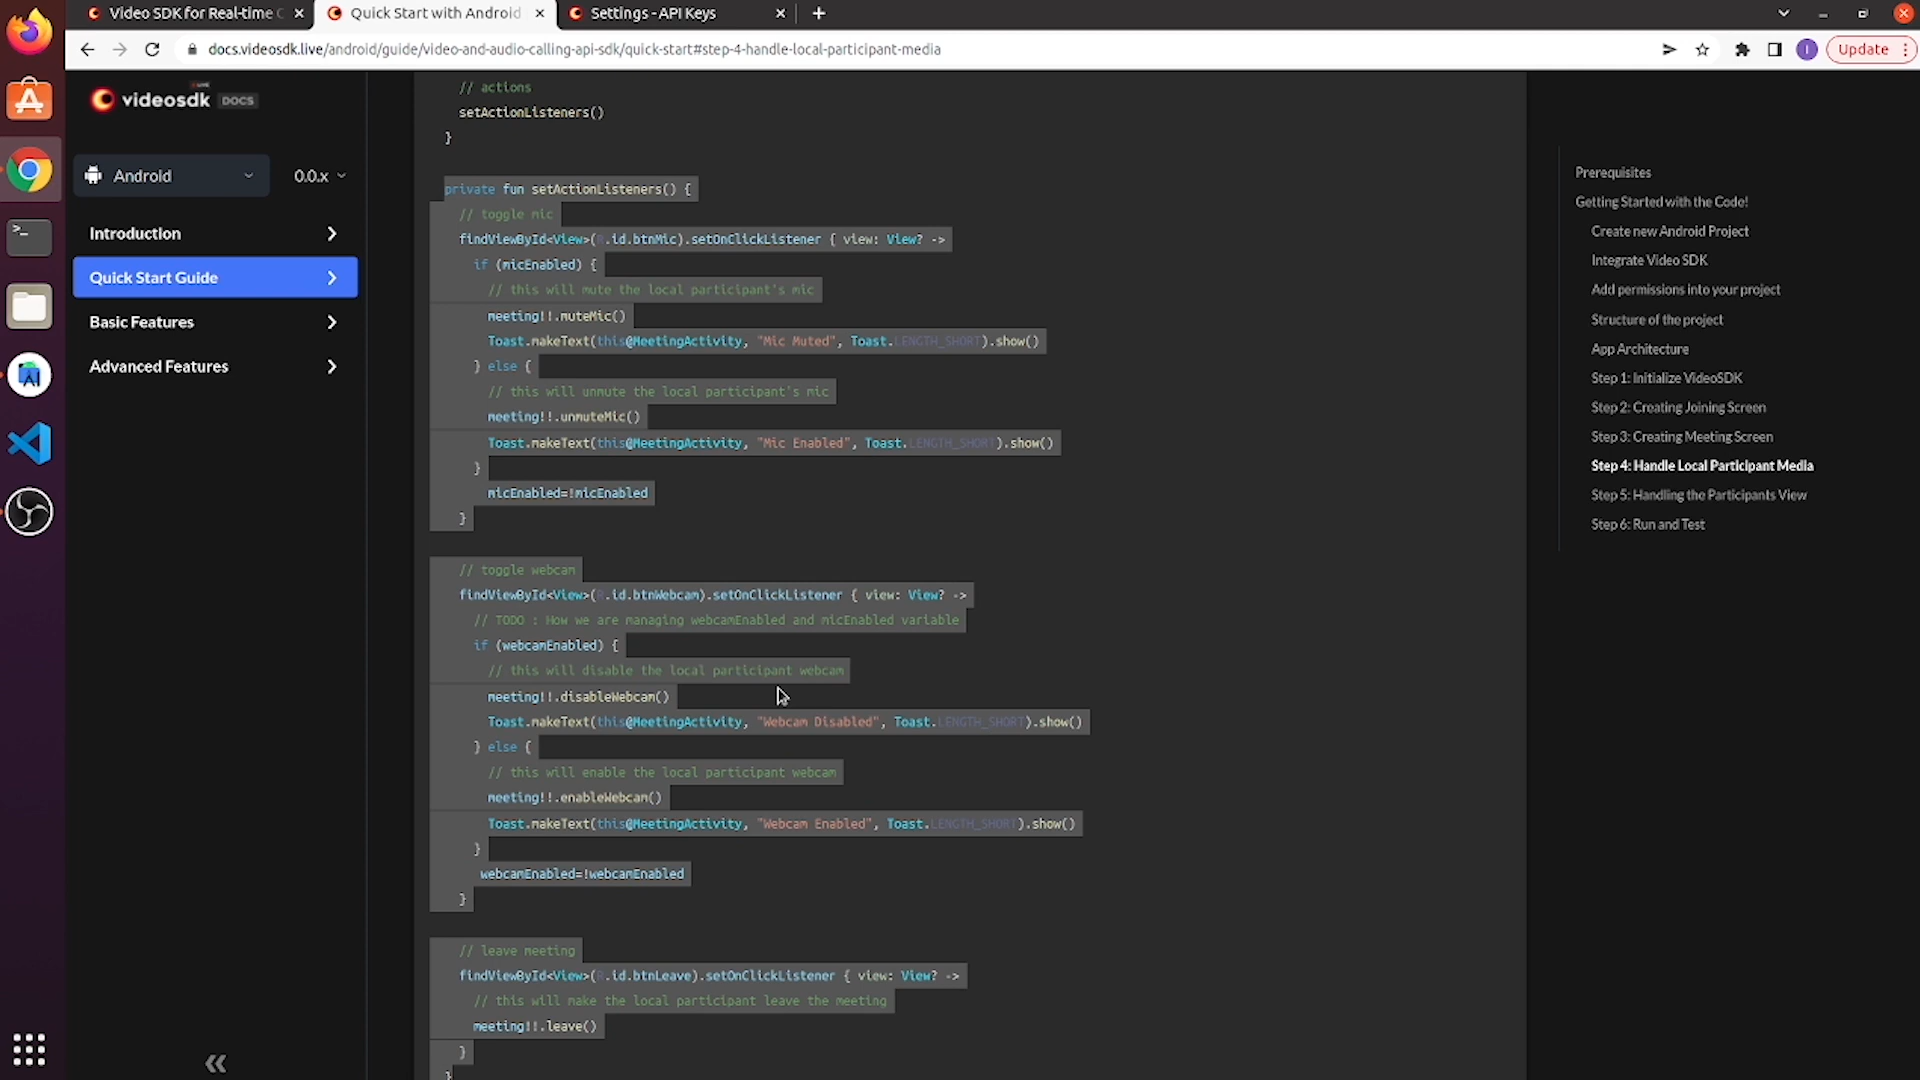 Video SDK for Real-time C
Quick Start with Android
Settings - API Keys
docs.videosdk.live/android/guide/video-and-audio-calling-api-sdk/quick-start#step-4-handle-local-participant-media
Update
videosdk DOCS
Android
0.0.x
Introduction
Quick Start Guide
Basic Features
Advanced Features
// actions
setActionListeners()
}
private fun setActionListeners() {
// toggle mic
findViewById<View>(R.id.btnMic).setOnClickListener { view: View? ->
if (micEnabled) {
// this will mute the local participant's mic
meeting!!.muteMic()
Toast.makeText(this@MeetingActivity, "Mic Muted", Toast.LENGTH_SHORT).show()
} else {
// this will unmute the local participant's mic
meeting!!.unmuteMic()
Toast.makeText(this@MeetingActivity, "Mic Enabled", Toast.LENGTH_SHORT).show()
}
micEnabled=!micEnabled
}
// toggle webcam
findViewById<View>(R.id.btnWebcam).setOnClickListener { view: View? ->
// TODO : How we are managing webcamEnabled and micEnabled variable
if (webcamEnabled) {
// this will disable the local participant webcam
meeting!!.disableWebcam()
Toast.makeText(this@MeetingActivity, "Webcam Disabled", Toast.LENGTH_SHORT).show()
} else {
// this will enable the local participant webcam
meeting!!.enableWebcam()
Toast.makeText(this@MeetingActivity, "Webcam Enabled", Toast.LENGTH_SHORT).show()
}
webcamEnabled=!webcamEnabled
}
// leave meeting
findViewById<View>(R.id.btnLeave).setOnClickListener { view: View? ->
// this will make the local participant leave the meeting
meeting!!.leave()
}
}
Prerequisites
Getting Started with the Code!
Create new Android Project
Integrate Video SDK
Add permissions into your project
Structure of the project
App Architecture
Step 1: Initialize VideoSDK
Step 2: Creating Joining Screen
Step 3: Creating Meeting Screen
Step 4: Handle Local Participant Media
Step 5: Handling the Participants View
Step 6: Run and Test